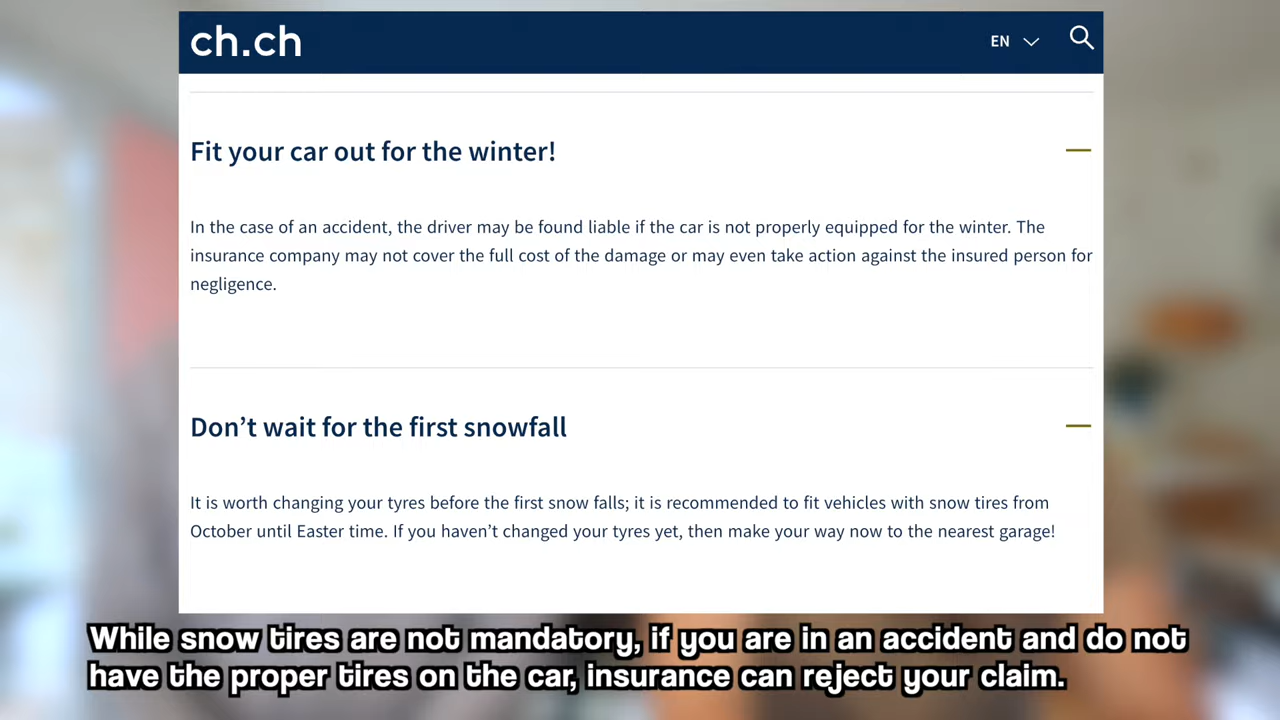 ch.ch
EN
Fit your car out for the winter!
In the case of an accident, the driver may be found liable if the car is not properly equipped for the winter. The
insurance company may not cover the full cost of the damage or may even take action against the insured person for
negligence.
Don’t wait for the first snowfall
It is worth changing your tyres before the first snow falls; it is recommended to fit vehicles with snow tires from
October until Easter time. If you haven’t changed your tyres yet, then make your way now to the nearest garage!
While snow tires are not mandatory, if you are in an accident and do not
have the proper tires on the car, insurance can reject your claim.